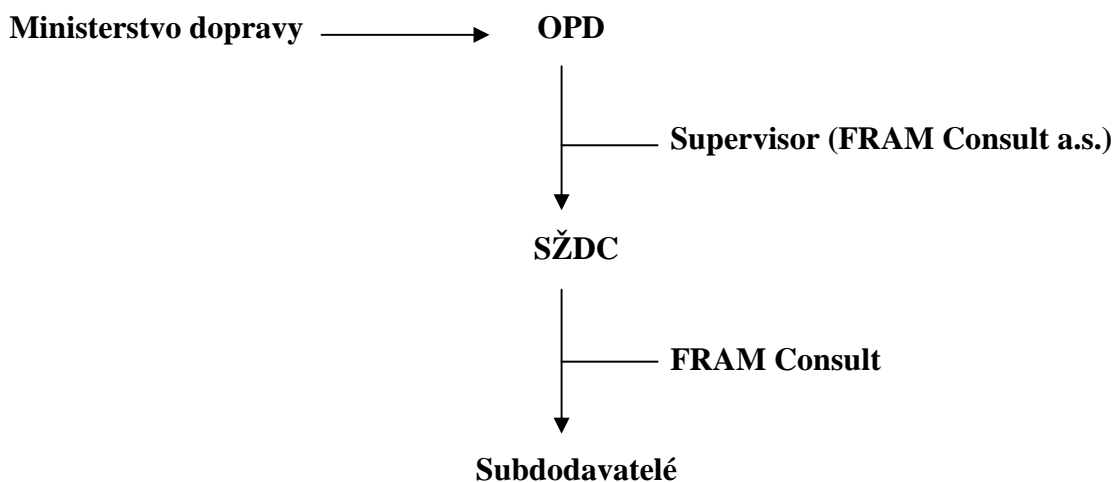 Ministerstvo dopravy
OPD
Supervisor (FRAM Consult a.s.)
SŽDC
FRAM Consult
Subdodavatelé